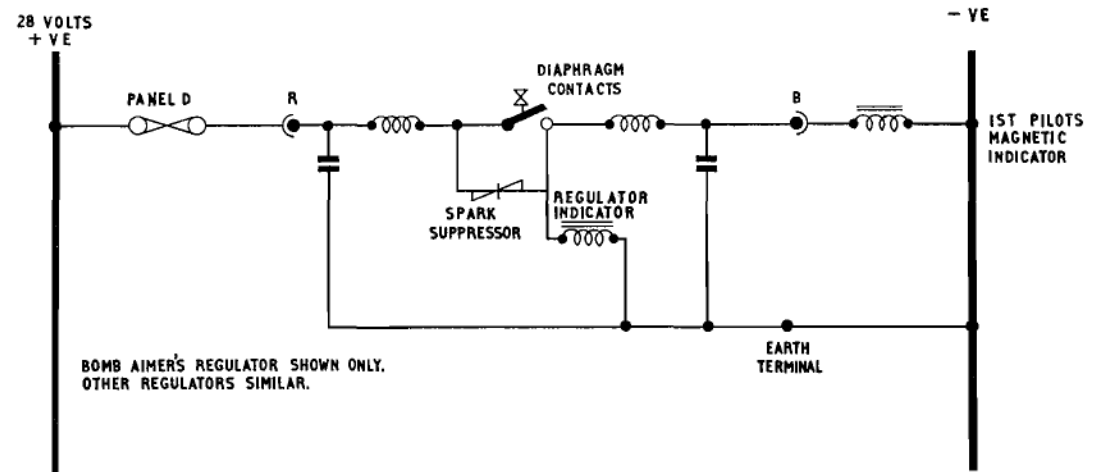 28 VOLTS
+ VE
- VE
PANEL D
R
DIAPHRAGM
CONTACTS
B
1ST PILOTS
MAGNETIC
INDICATOR
SPARK
SUPPRESSOR
REGULATOR
INDICATOR
EARTH
TERMINAL
BOMB AIMER'S REGULATOR SHOWN ONLY.
OTHER REGULATORS SIMILAR.